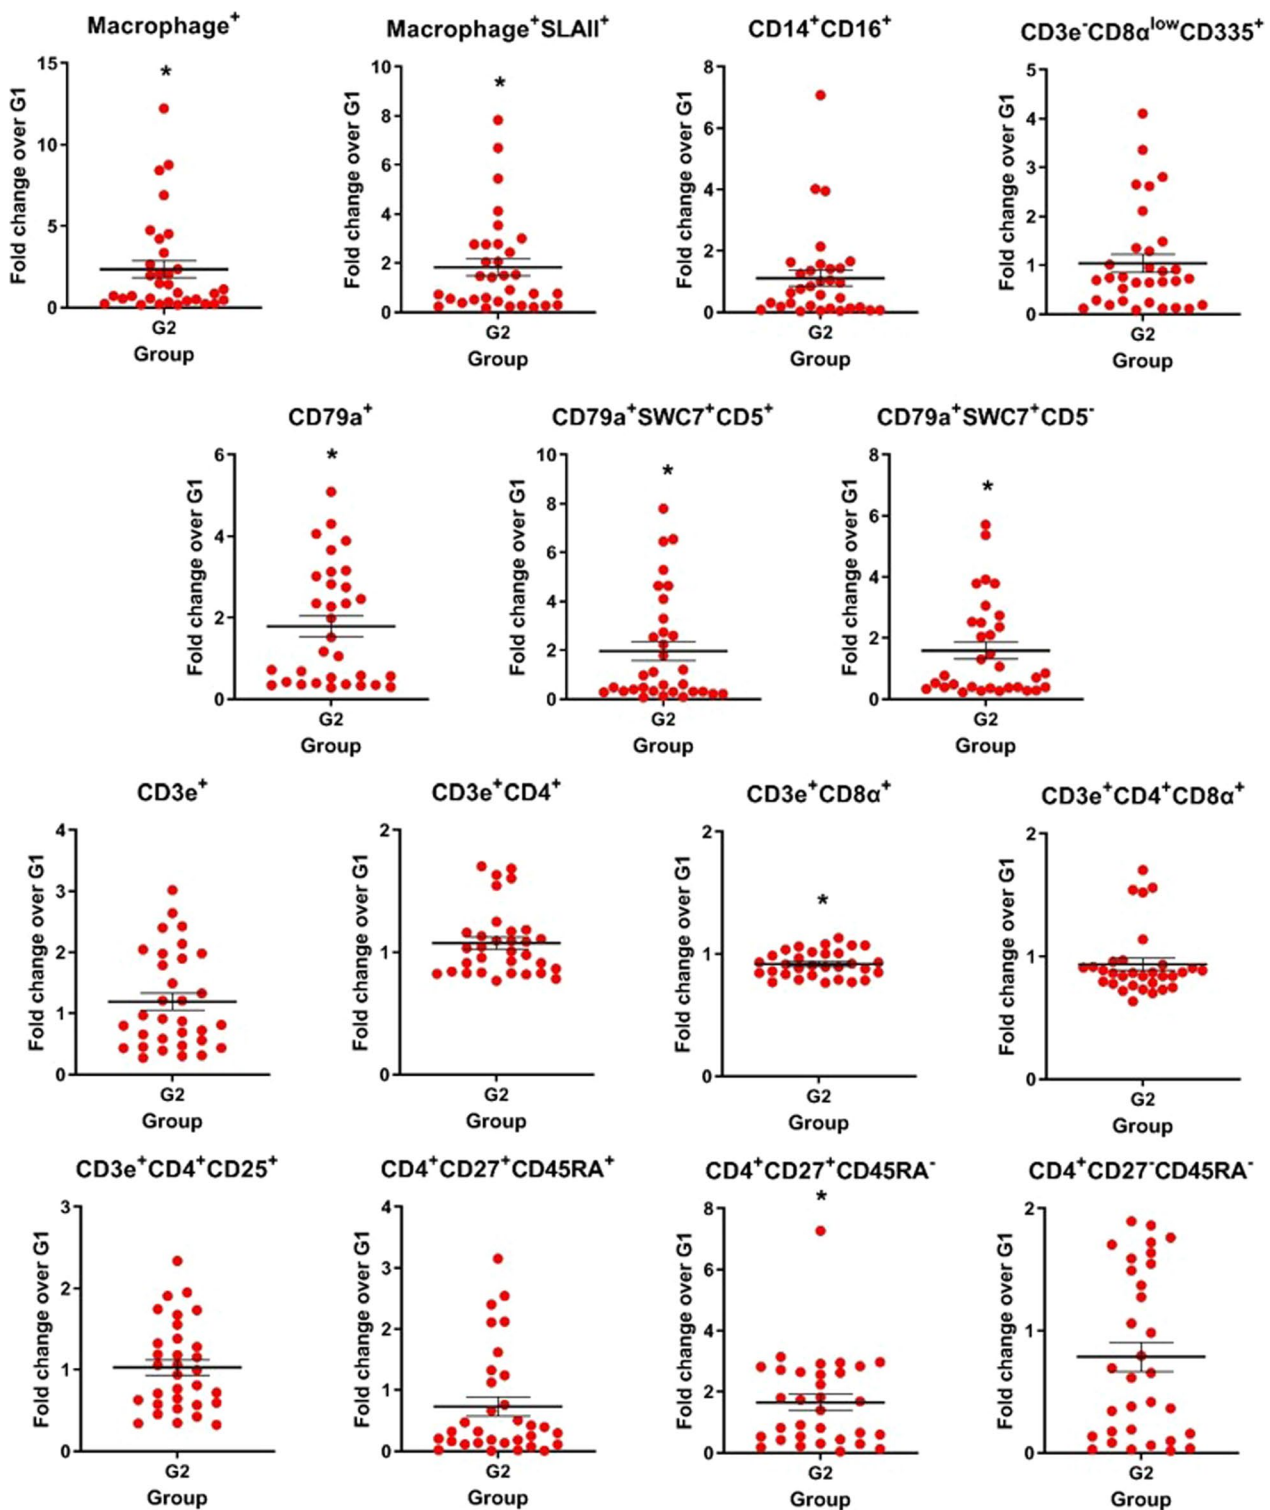 Macrophage⁺
Macrophage⁺SLAII⁺
CD14⁺CD16⁺
CD3e⁻CD8αˡᵒʷCD335⁺
Fold change over G1
15
10
5
0
*
G2
Group
Fold change over G1
10
8
6
4
2
0
*
G2
Group
Fold change over G1
8
6
4
2
0
G2
Group
Fold change over G1
5
4
3
2
1
0
G2
Group
CD79a⁺
CD79a⁺SWC7⁺CD5⁺
CD79a⁺SWC7⁺CD5⁻
Fold change over G1
6
4
2
0
*
G2
Group
Fold change over G1
10
8
6
4
2
0
*
G2
Group
Fold change over G1
8
6
4
2
0
*
G2
Group
CD3e⁺
CD3e⁺CD4⁺
CD3e⁺CD8α⁺
CD3e⁺CD4⁺CD8α⁺
Fold change over G1
4
3
2
1
0
G2
Group
Fold change over G1
2
1
0
G2
Group
Fold change over G1
2
1
0
*
G2
Group
Fold change over G1
2
1
0
G2
Group
CD3e⁺CD4⁺CD25⁺
CD4⁺CD27⁺CD45RA⁺
CD4⁺CD27⁺CD45RA⁻
CD4⁺CD27⁻CD45RA⁻
Fold change over G1
3
2
1
0
G2
Group
Fold change over G1
4
3
2
1
0
G2
Group
Fold change over G1
8
6
4
2
0
*
G2
Group
Fold change over G1
2
1
0
G2
Group